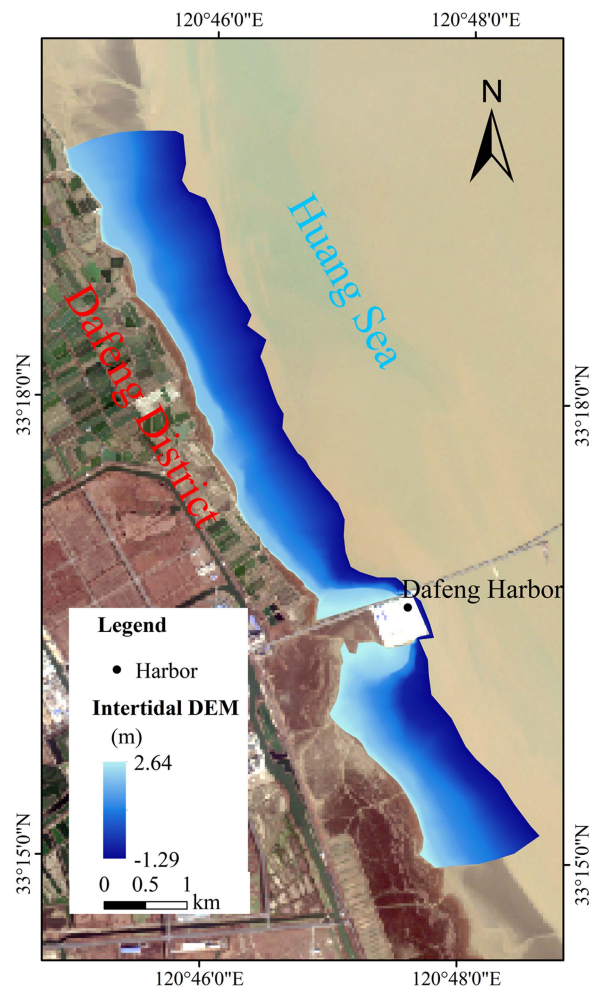 120°46'0"E
120°48'0"E
N
Huang Sea
Dafeng District
33°18'0"N
33°18'0"N
Dafeng Harbor
Legend
Harbor
Intertidal DEM
(m)
2.64
-1.29
0 0.5 1
km
33°15'0"N
33°15'0"N
120°46'0"E
120°48'0"E